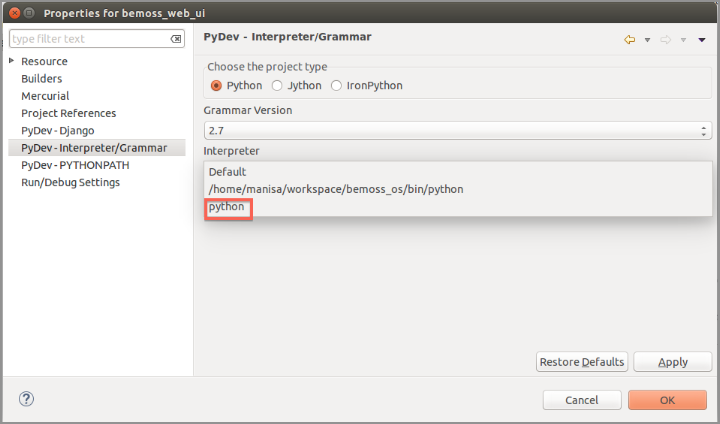 Properties for bemoss_web_ui
type filter text
PyDev - Interpreter/Grammar
Resource
Builders
Mercurial
Project References
PyDev - Django
PyDev - Interpreter/Grammar
PyDev - PYTHONPATH
Run/Debug Settings
Choose the project type
Python Jython IronPython
Grammar Version
2.7
Interpreter
Default
/home/manisa/workspace/bemoss_os/bin/python
python
Restore Defaults Apply
? Cancel OK